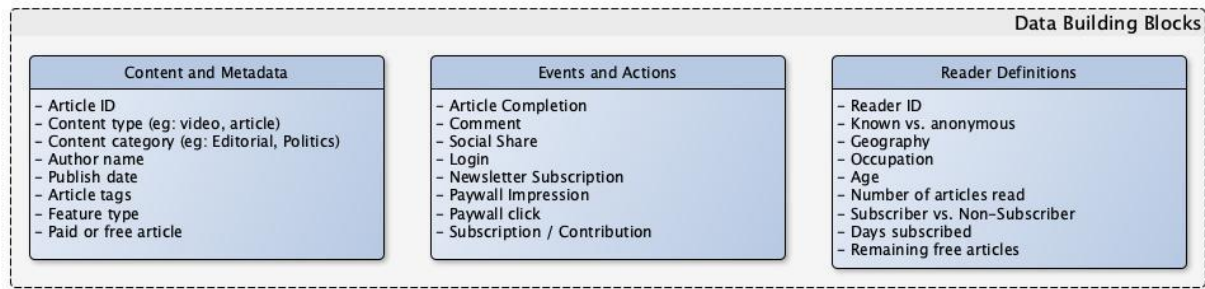 Data Building Blocks
Content and Metadata
- Article ID
- Content type (eg: video, article)
- Content category (eg: Editorial, Politics)
- Author name
- Publish date
- Article tags
- Feature type
- Paid or free article
Events and Actions
- Article Completion
- Comment
- Social Share
- Login
- Newsletter Subscription
- Paywall Impression
- Paywall click
- Subscription / Contribution
Reader Definitions
- Reader ID
- Known vs. anonymous
- Geography
- Occupation
- Age
- Number of articles read
- Subscriber vs. Non-Subscriber
- Days subscribed
- Remaining free articles